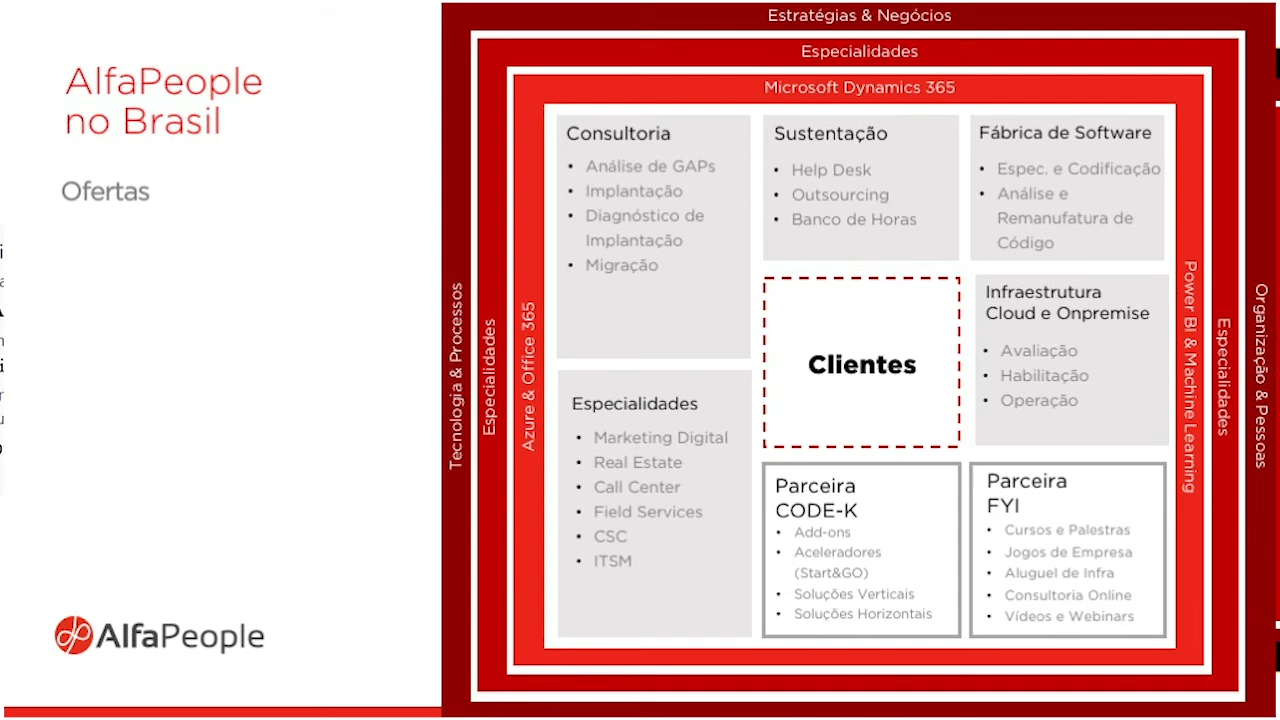 AlfaPeople
no Brasil
Ofertas
AlfaPeople
Estratégias & Negócios
Especialidades
Microsoft Dynamics 365
Tecnologia & Processos
Especialidades
Azure & Office 365
Consultoria
• Análise de GAPs
• Implantação
• Diagnóstico de
Implantação
• Migração
Sustentação
• Help Desk
• Outsourcing
• Banco de Horas
Fábrica de Software
• Espec. e Codificação
• Análise e
Remanufatura de
Código
Clientes
Infraestrutura
Cloud e Onpremise
• Avaliação
• Habilitação
• Operação
Especialidades
• Marketing Digital
• Real Estate
• Call Center
• Field Services
• CSC
• ITSM
Parceira
CODE-K
• Add-ons
• Aceleradores
(Start&GO)
• Soluções Verticais
• Soluções Horizontais
Parceira
FYI
• Cursos e Palestras
• Jogos de Empresa
• Aluguel de Infra
• Consultoria Online
• Vídeos e Webinars
Power BI & Machine Learning
Especialidades
Organização & Pessoas